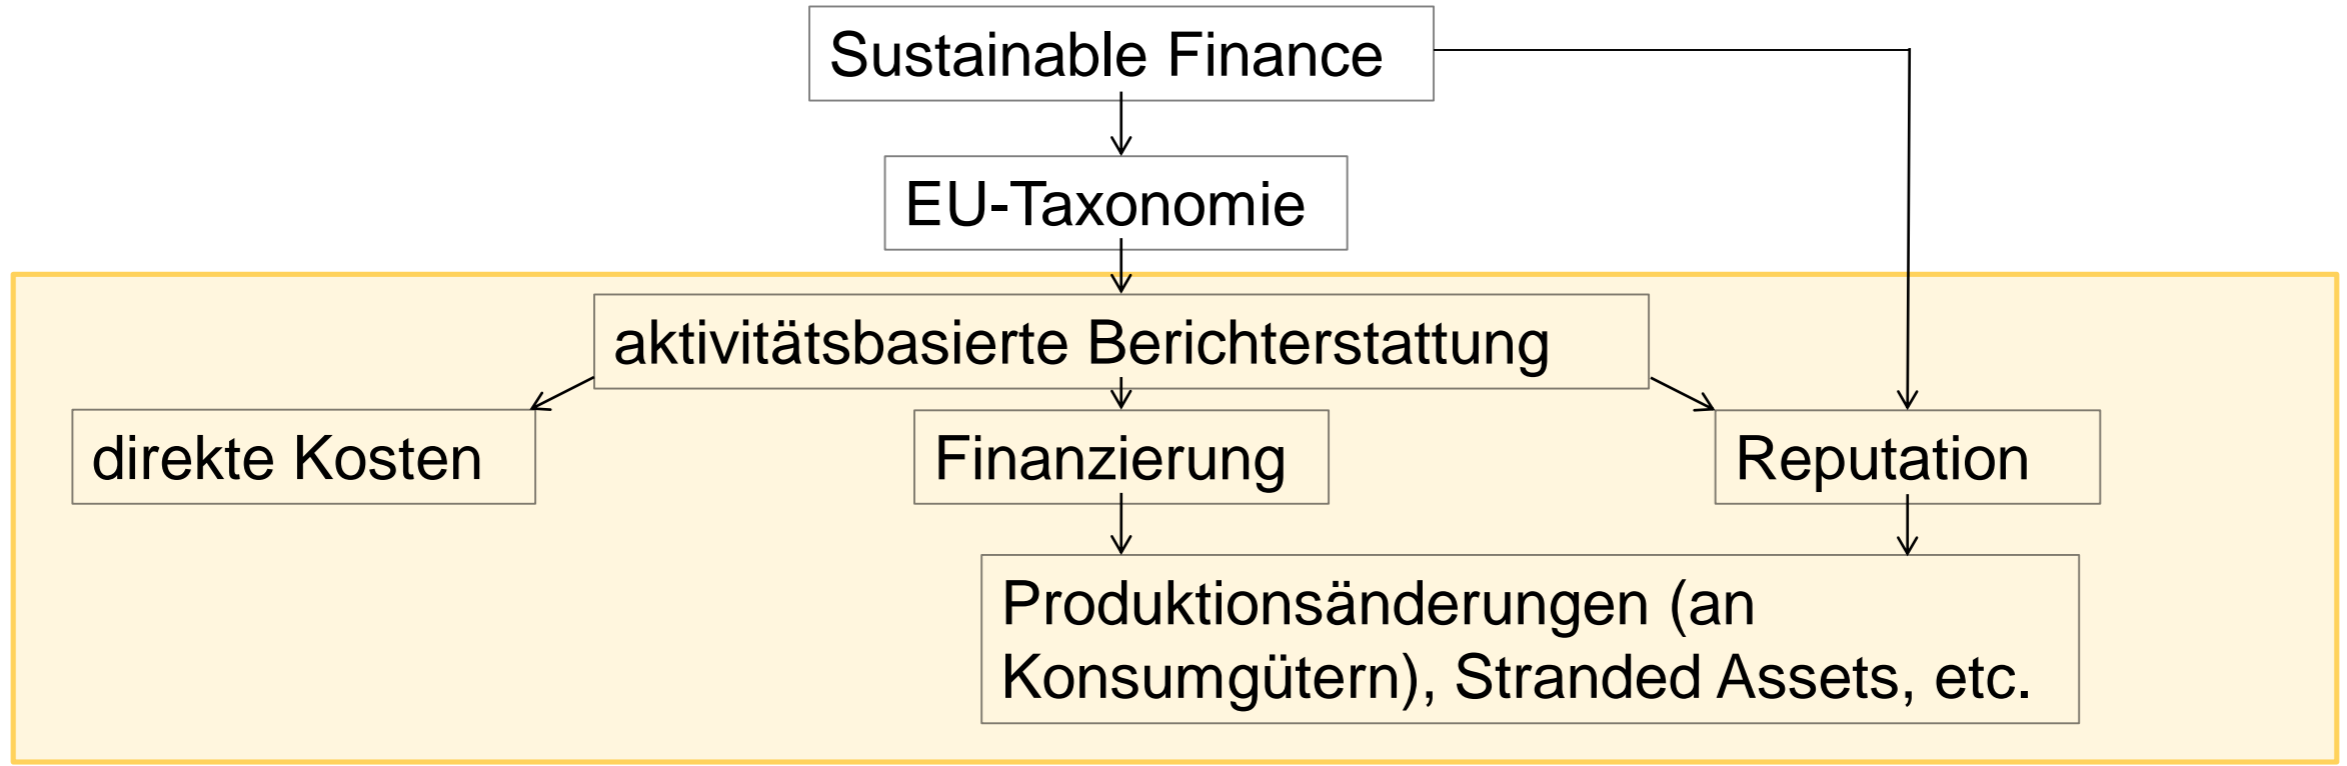 Sustainable Finance
EU-Taxonomie
aktivitätsbasierte Berichterstattung
direkte Kosten
Finanzierung
Reputation
Produktionsänderungen (an
Konsumgütern), Stranded Assets, etc.